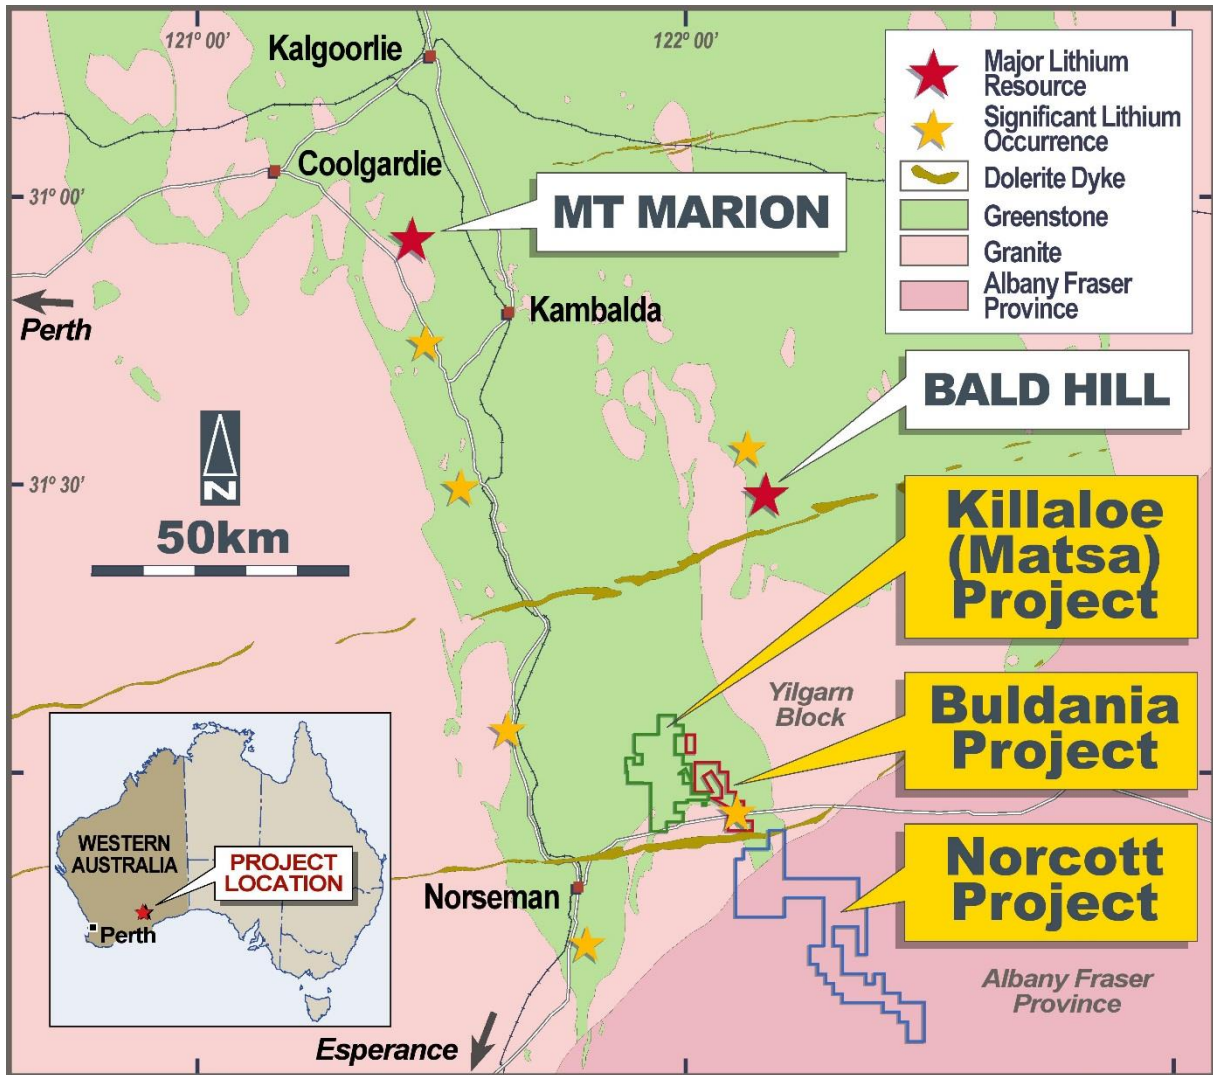 121° 00'
122° 00'
Kalgoorlie
Coolgardie
31° 00'
MT MARION
Kambalda
Perth
Major Lithium
Resource
Significant Lithium
Occurrence
Dolerite Dyke
Greenstone
Granite
Albany Fraser
Province
BALD HILL
31° 30'
N
50km
Killaloe
(Matsa)
Project
Yilgarn
Block
Buldania
Project
Norcott
Project
Norseman
Albany Fraser
Province
Esperance
WESTERN
AUSTRALIA
PROJECT
LOCATION
Perth